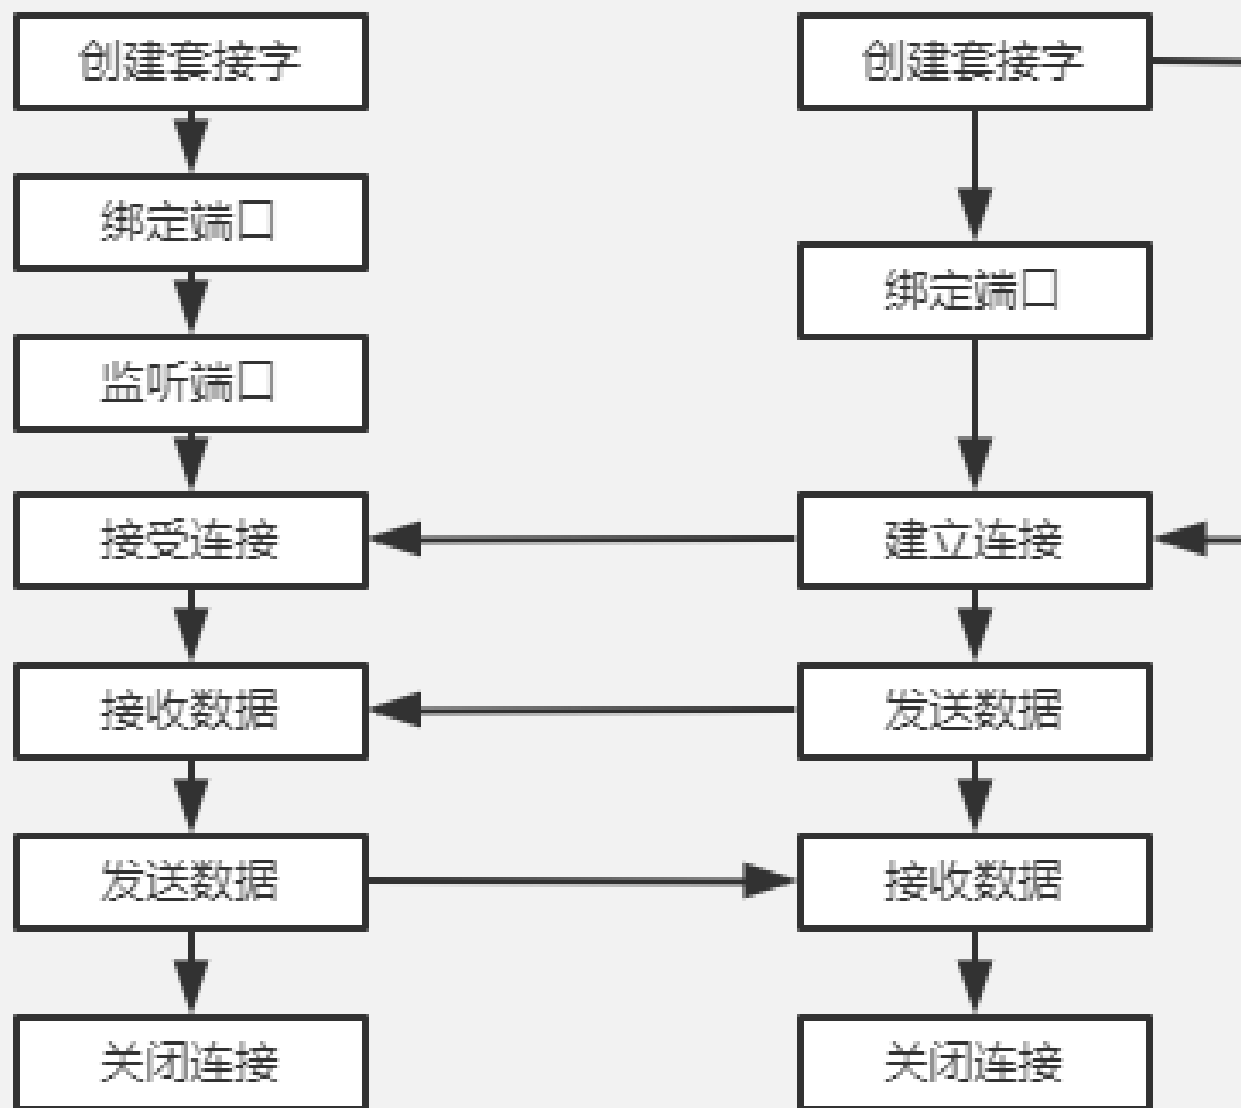 创建套接字
绑定端口
监听端口
接受连接
接收数据
发送数据
关闭连接
创建套接字
绑定端口
建立连接
发送数据
接收数据
关闭连接